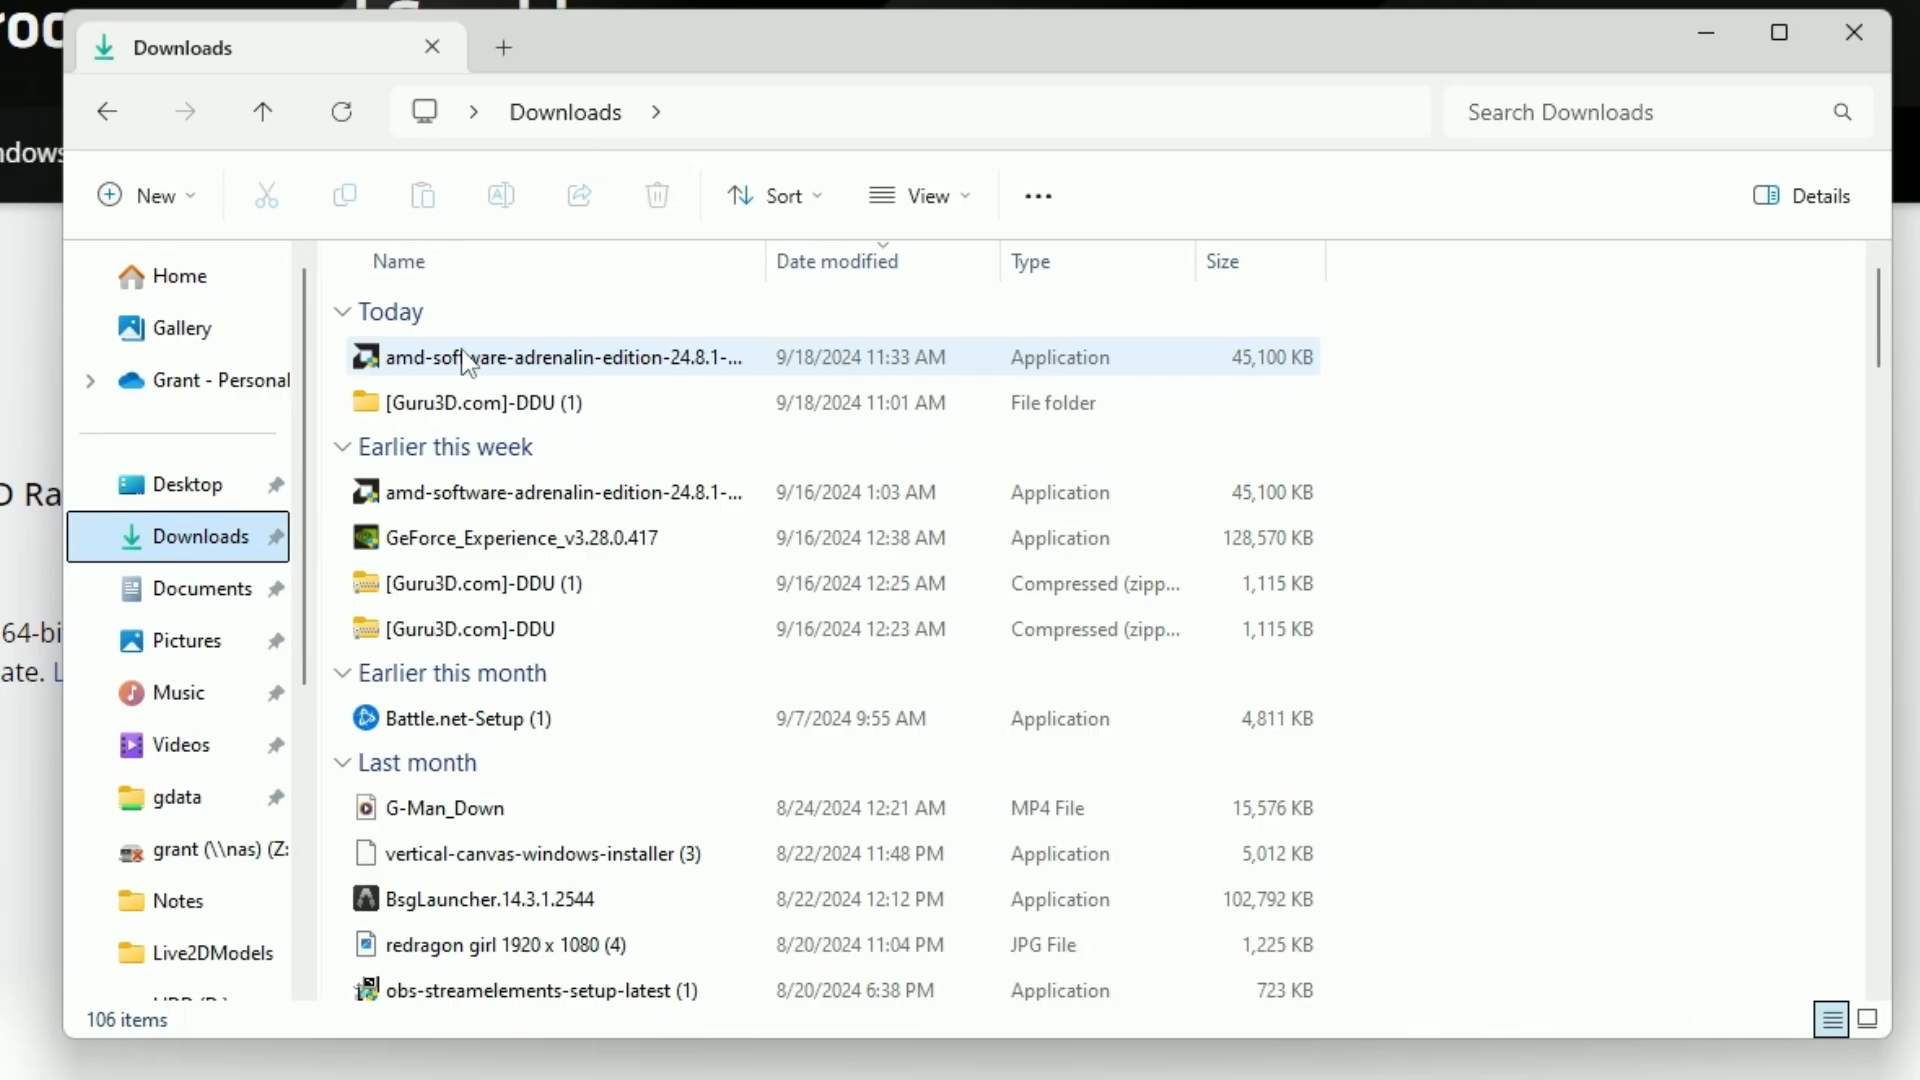 roc
Downloads
Downloads
Search Downloads
ndows
New
Sort
View
Details
Home
Gallery
Grant - Personal
Desktop
Downloads
Documents
Pictures
Music
Videos
gdata
grant (\\nas) (Z:
Notes
Live2DModels
Name Date modified Type Size
Today
amd-software-adrenalin-edition-24.8.1-... 9/18/2024 11:33 AM Application 45,100 KB
[Guru3D.com]-DDU (1) 9/18/2024 11:01 AM File folder
Earlier this week
amd-software-adrenalin-edition-24.8.1-... 9/16/2024 1:03 AM Application 45,100 KB
GeForce_Experience_v3.28.0.417 9/16/2024 12:38 AM Application 128,570 KB
[Guru3D.com]-DDU (1) 9/16/2024 12:25 AM Compressed (zipp... 1,115 KB
[Guru3D.com]-DDU 9/16/2024 12:23 AM Compressed (zipp... 1,115 KB
Earlier this month
Battle.net-Setup (1) 9/7/2024 9:55 AM Application 4,811 KB
Last month
G-Man_Down 8/24/2024 12:21 AM MP4 File 15,576 KB
vertical-canvas-windows-installer (3) 8/22/2024 11:48 PM Application 5,012 KB
BsgLauncher.14.3.1.2544 8/22/2024 12:12 PM Application 102,792 KB
redragon girl 1920 x 1080 (4) 8/20/2024 11:04 PM JPG File 1,225 KB
obs-streamelements-setup-latest (1) 8/20/2024 6:38 PM Application 723 KB
D Ra
64-bi
ate. L
106 items